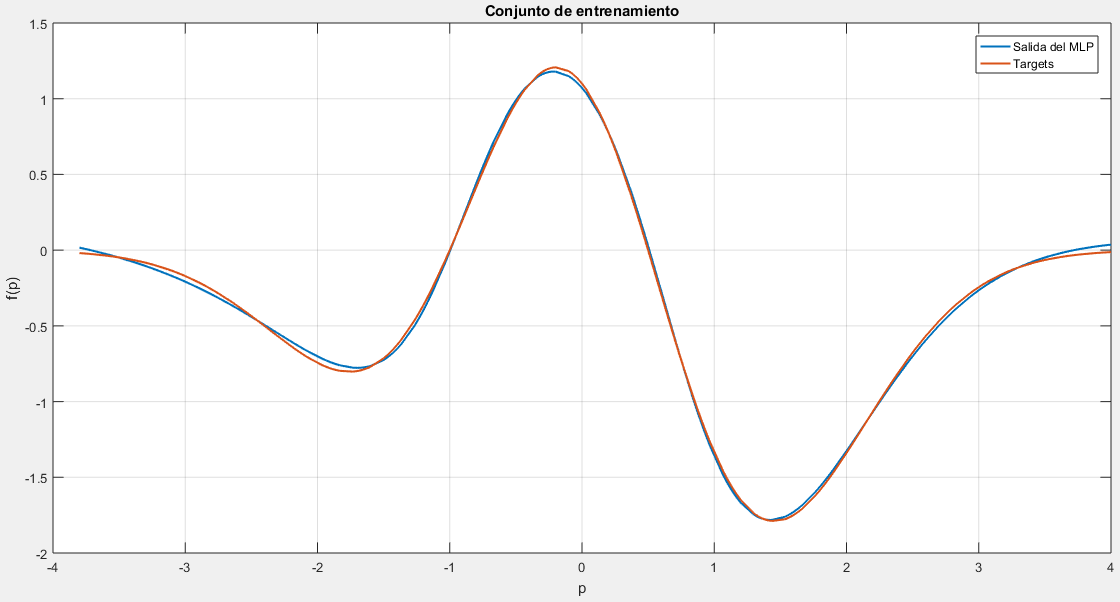 Conjunto de entrenamiento
Salida del MLP
Targets
f(p)
1.5
1
0.5
0
-0.5
-1
-1.5
-2
-4 -3 -2 -1 0 1 2 3 4
p